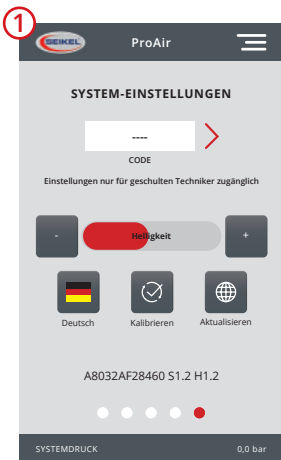 1
SEIKEL
ProAir
SYSTEM-EINSTELLUNGEN
----
CODE
Einstellungen nur für geschulten Techniker zugänglich
- Helligkeit +
Deutsch Kalibrieren Aktualisieren
A8032AF28460 S1.2 H1.2
SYSTEMDRUCK 0,0 bar